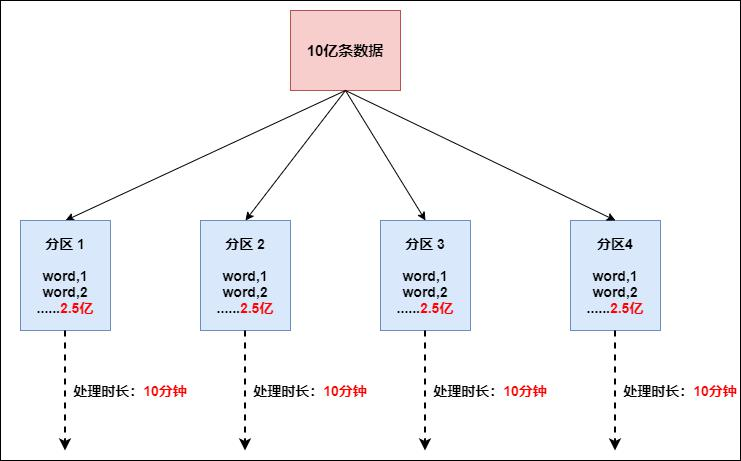 10亿条数据
分区 1
word,1
word,2
......2.5亿
分区 2
word,1
word,2
......2.5亿
分区 3
word,1
word,2
......2.5亿
分区4
word,1
word,2
......2.5亿
处理时长：10分钟
处理时长：10分钟
处理时长：10分钟
处理时长：10分钟